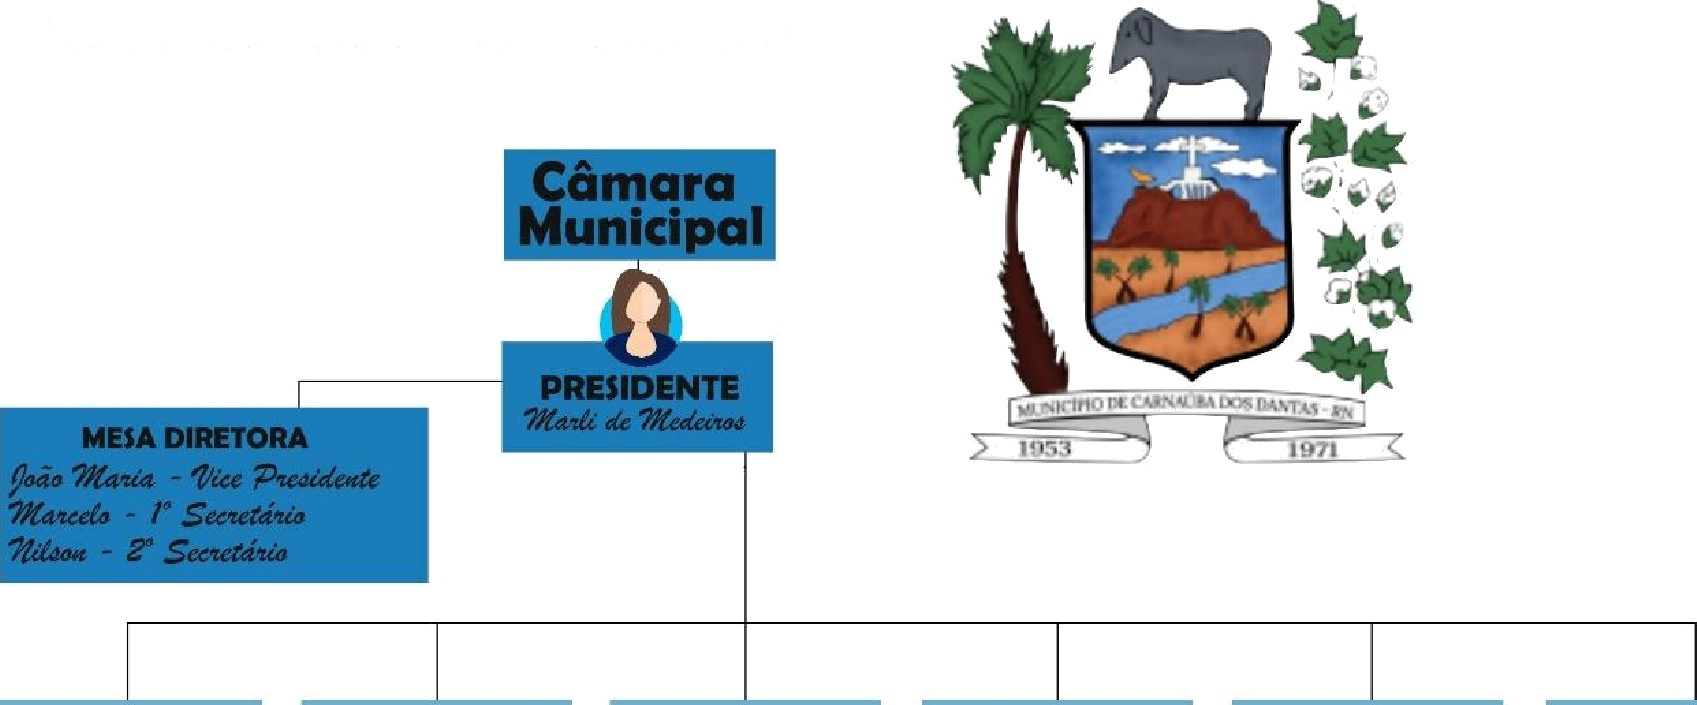 Câmara
Municipal
PRESIDENTE
Marli de Medeiros
MESA DIRETORA
João Maria - Vice Presidente
Marcelo - 1º Secretário
Nilson - 2º Secretário
MUNICÍPIO DE CARNAÚBA DOS DANTAS - RN
1953 1971